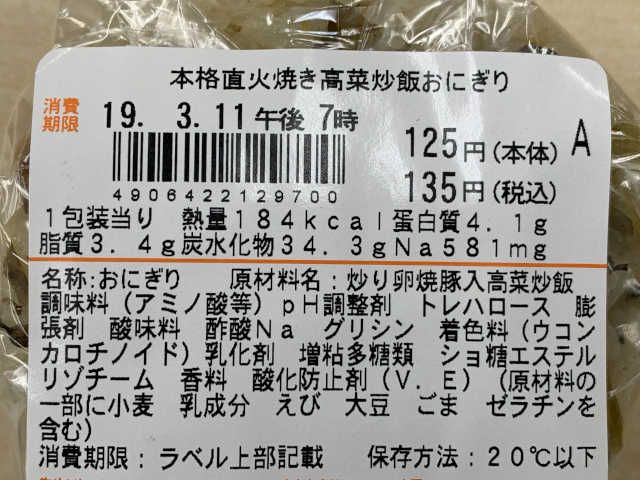 本格直火焼き高菜炒飯おにぎり
消費期限 19. 3. 11 午後 7時
125円(本体) A
4906422129700
135円(税込)
1包装当り 熱量184kcal蛋白質4.1g
脂質3.4g炭水化物34.3gNa581mg
名称:おにぎり 原材料名:炒り卵焼豚入高菜炒飯
調味料(アミノ酸等)pH調整剤 トレハロース 膨
張剤 酸味料 酢酸Na グリシン 着色料(ウコン
カロチノイド)乳化剤 増粘多糖類 ショ糖エステル
リゾチーム 香料 酸化防止剤(V.E)(原材料の
一部に小麦 乳成分 えび 大豆 ごま ゼラチンを
含む)
消費期限:ラベル上部記載 保存方法:20℃以下